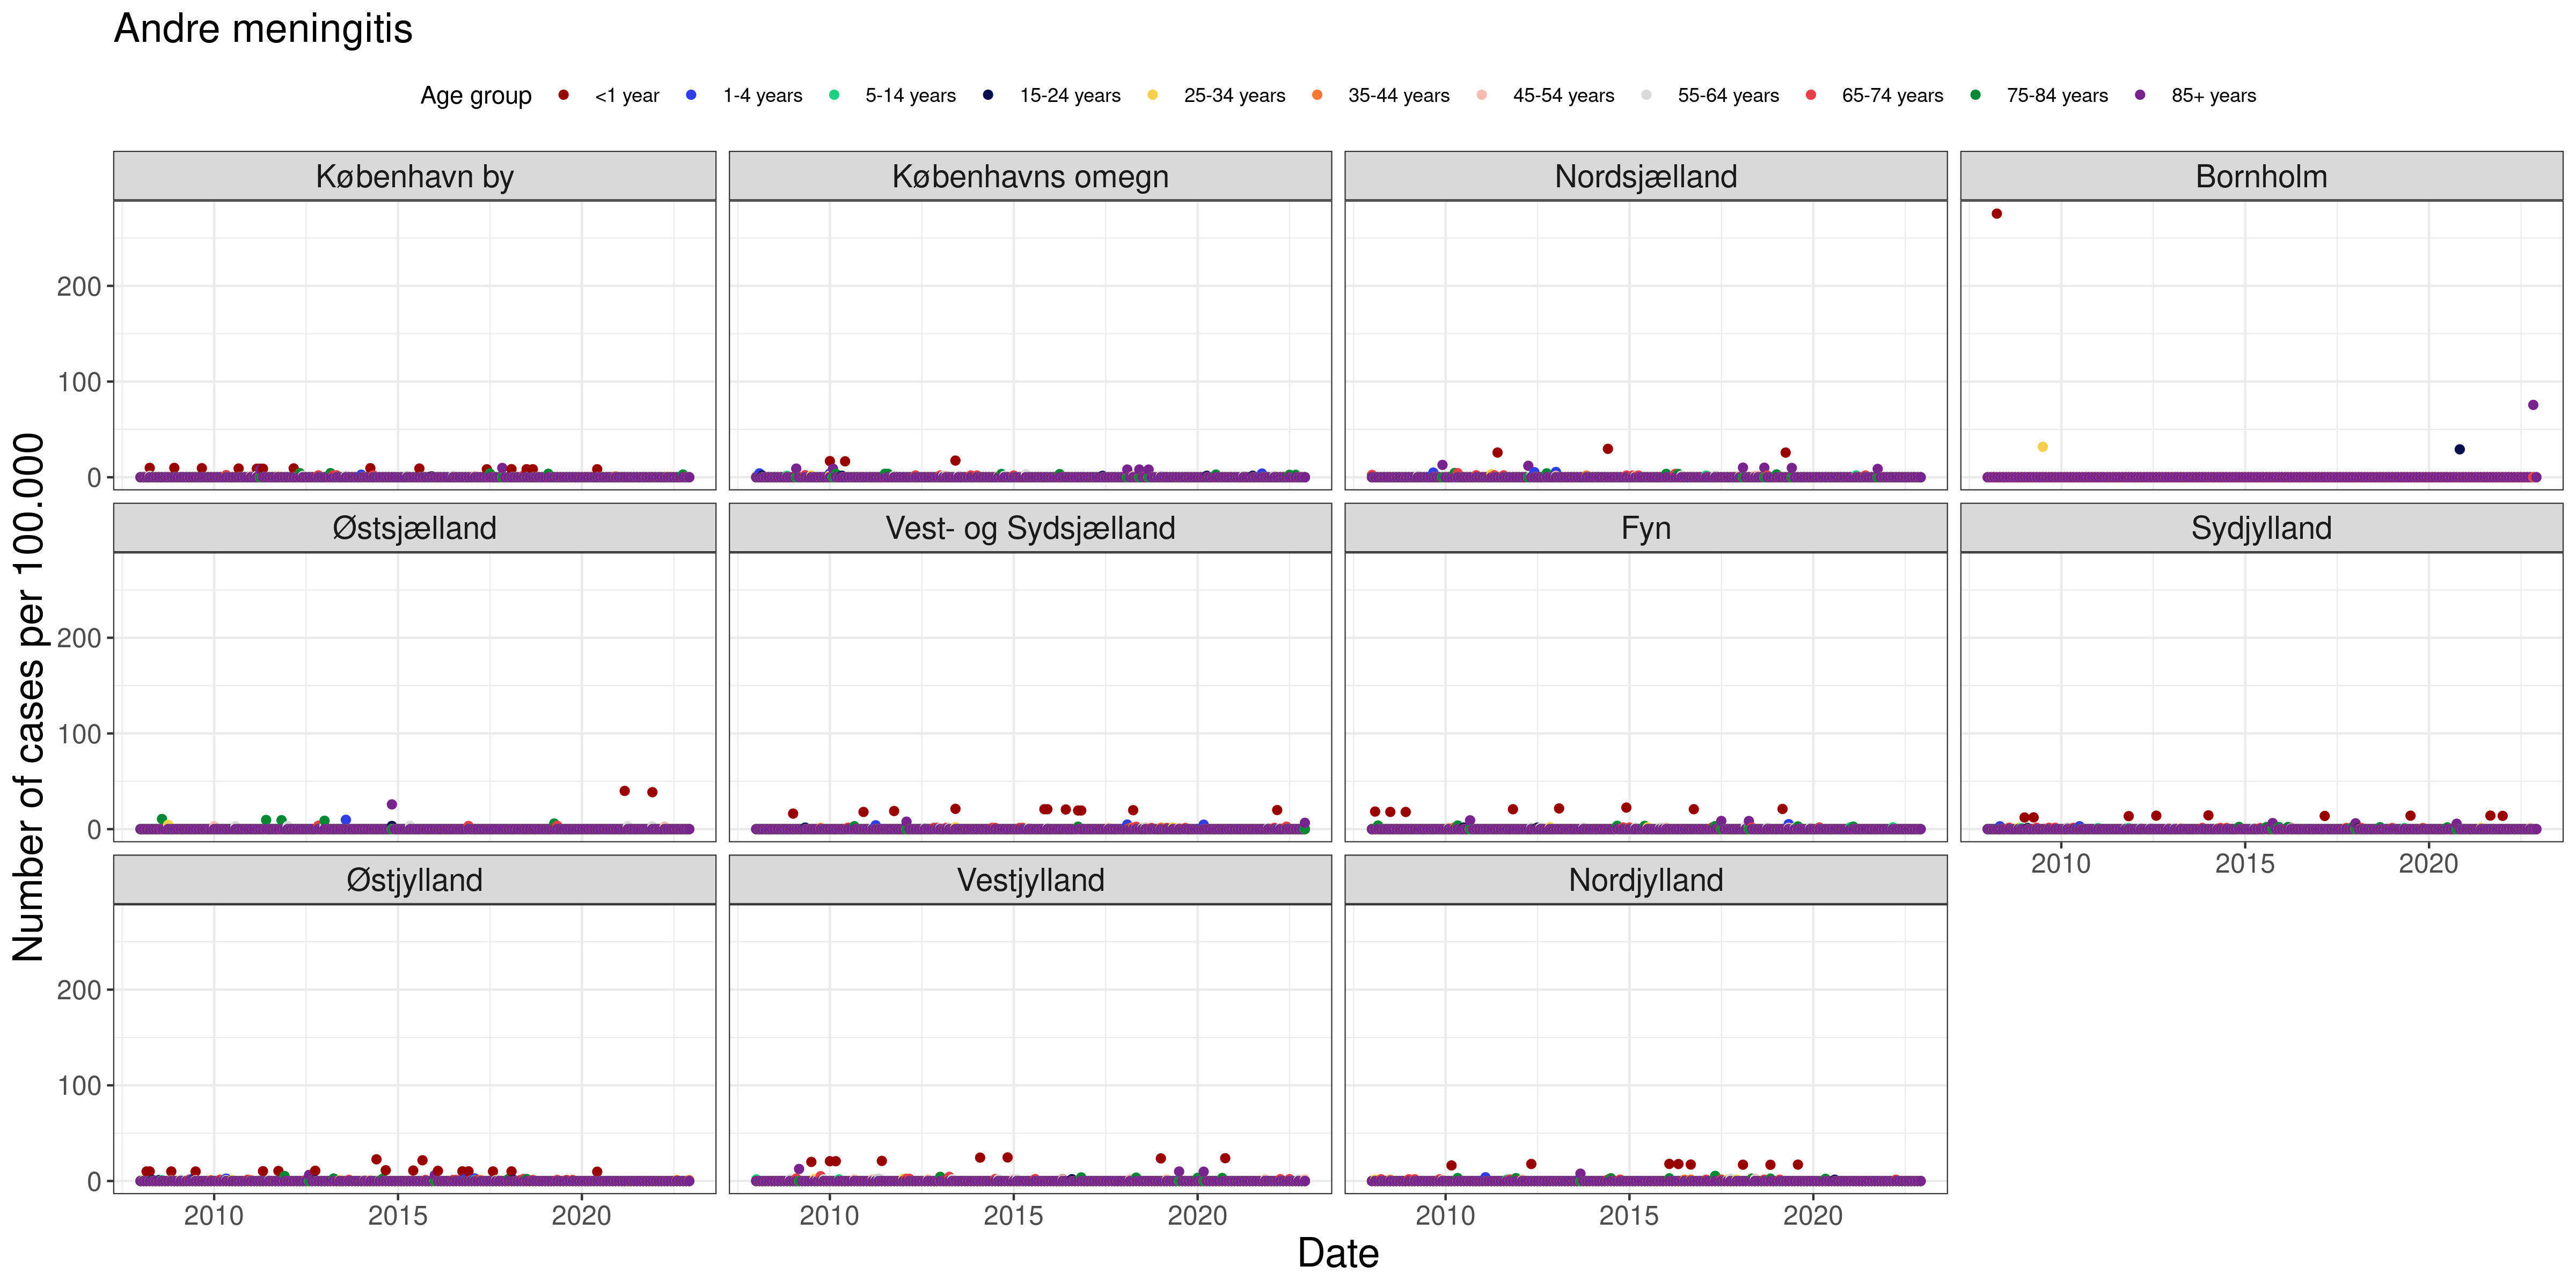 Andre meningitis
Age group <1 year 1-4 years 5-14 years 15-24 years 25-34 years 35-44 years 45-54 years 55-64 years 65-74 years 75-84 years 85+ years
København by Københavns omegn Nordsjælland Bornholm
200
100
0
Østsjælland Vest- og Sydsjælland Fyn Sydjylland
200
100
0
2010 2015 2020
Østjylland Vestjylland Nordjylland
200
100
0
2010 2015 2020 2010 2015 2020 2010 2015 2020
Date
Number of cases per 100.000